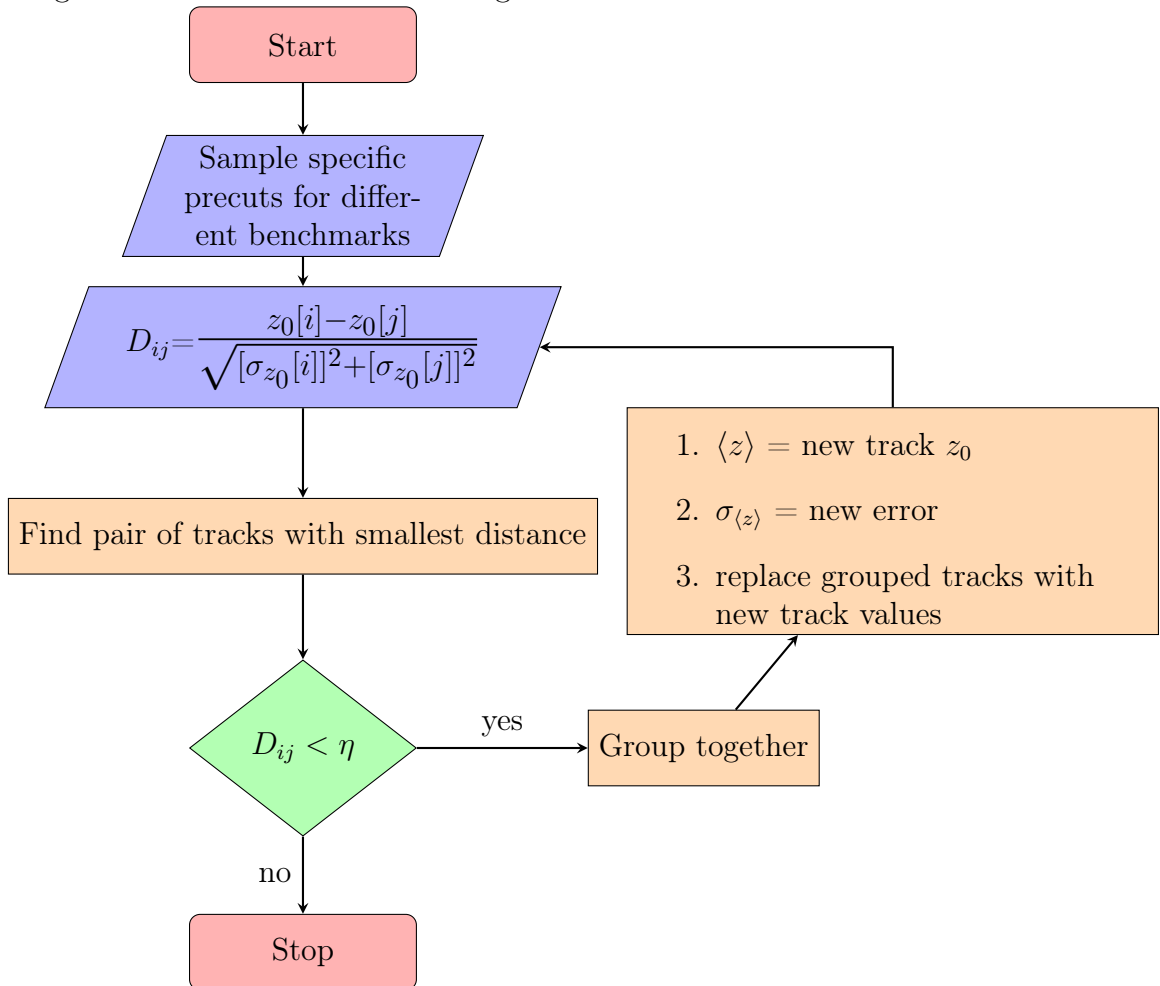 Start
Sample specific
precuts for differ-
ent benchmarks
D_{ij}=\frac{z_0[i]-z_0[j]}{\sqrt{[\sigma_{z_0}[i]]^2+[\sigma_{z_0}[j]]^2}}
1. ⟨z⟩ = new track z_0
2. σ_{⟨z⟩} = new error
3. replace grouped tracks with
new track values
Find pair of tracks with smallest distance
D_{ij} < η
yes
Group together
no
Stop